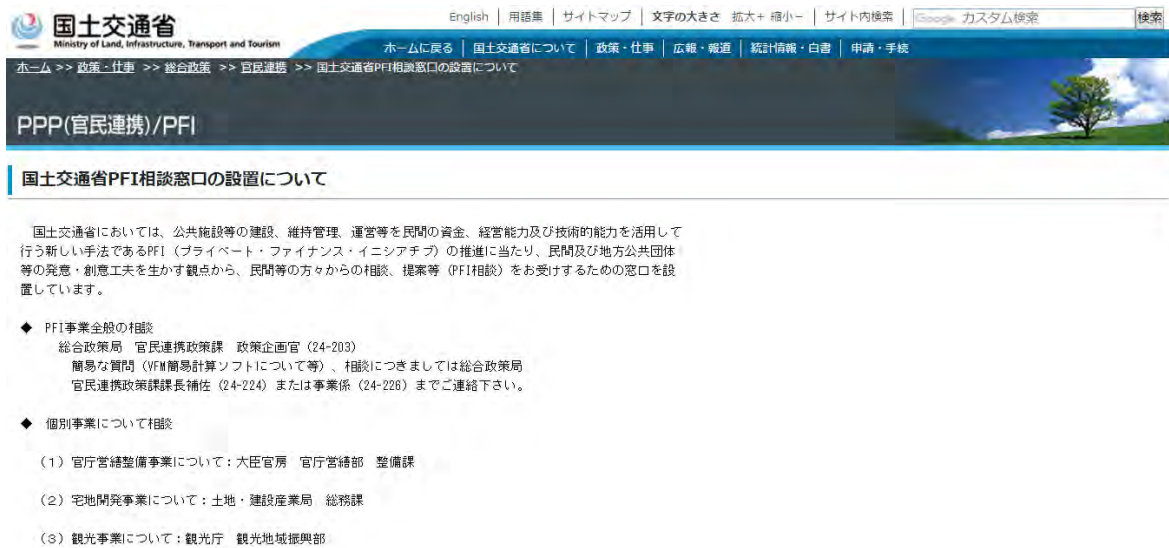 国土交通省
Ministry of Land, Infrastructure, Transport and Tourism
English | 用語集 | サイトマップ | 文字の大きさ 拡大+ 縮小- | サイト内検索 | Google カスタム検索 検索
ホームに戻る | 国土交通省について | 政策・仕事 | 広報・報道 | 統計情報・白書 | 申請・手続
ホーム >> 政策・仕事 >> 総合政策 >> 官民連携 >> 国土交通省PFI相談窓口の設置について
PPP(官民連携)/PFI
国土交通省PFI相談窓口の設置について
国土交通省においては、公共施設等の建設、維持管理、運営等を民間の資金、経営能力及び技術的能力を活用して
行う新しい手法であるPFI(プライベート・ファイナンス・イニシアチブ)の推進に当たり、民間及び地方公共団体
等の発意・創意工夫を生かす観点から、民間等の方々からの相談、提案等(PFI相談)をお受けするための窓口を設
置しています。
◆ PFI事業全般の相談
総合政策局 官民連携政策課 政策企画官(24-203)
簡易な質問(VFM簡易計算ソフトについて等)、相談につきましては総合政策局
官民連携政策課課長補佐(24-224)または事業係(24-226)までご連絡下さい。
◆ 個別事業について相談
(1)官庁営繕整備事業について:大臣官房 官庁営繕部 整備課
(2)宅地開発事業について:土地・建設産業局 総務課
(3)観光事業について:観光庁 観光地域振興部